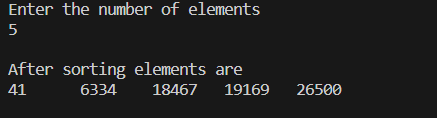 Enter the number of elements
5
After sorting elements are
41 6334 18467 19169 26500